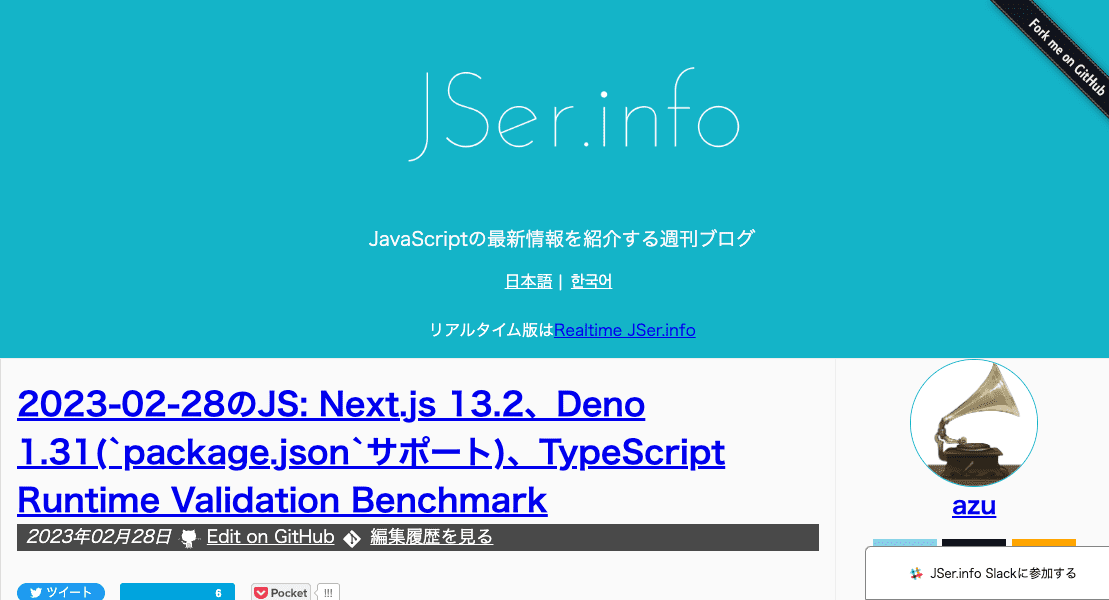 Fork me on GitHub
JSer.info
JavaScriptの最新情報を紹介する週刊ブログ
日本語 | 한국어
リアルタイム版はRealtime JSer.info
2023-02-28のJS: Next.js 13.2、Deno
1.31(`package.json`サポート)、TypeScript
Runtime Validation Benchmark
2023年02月28日 Edit on GitHub 編集履歴を見る
azu
ツイート 6 Pocket !!!
JSer.info Slackに参加する